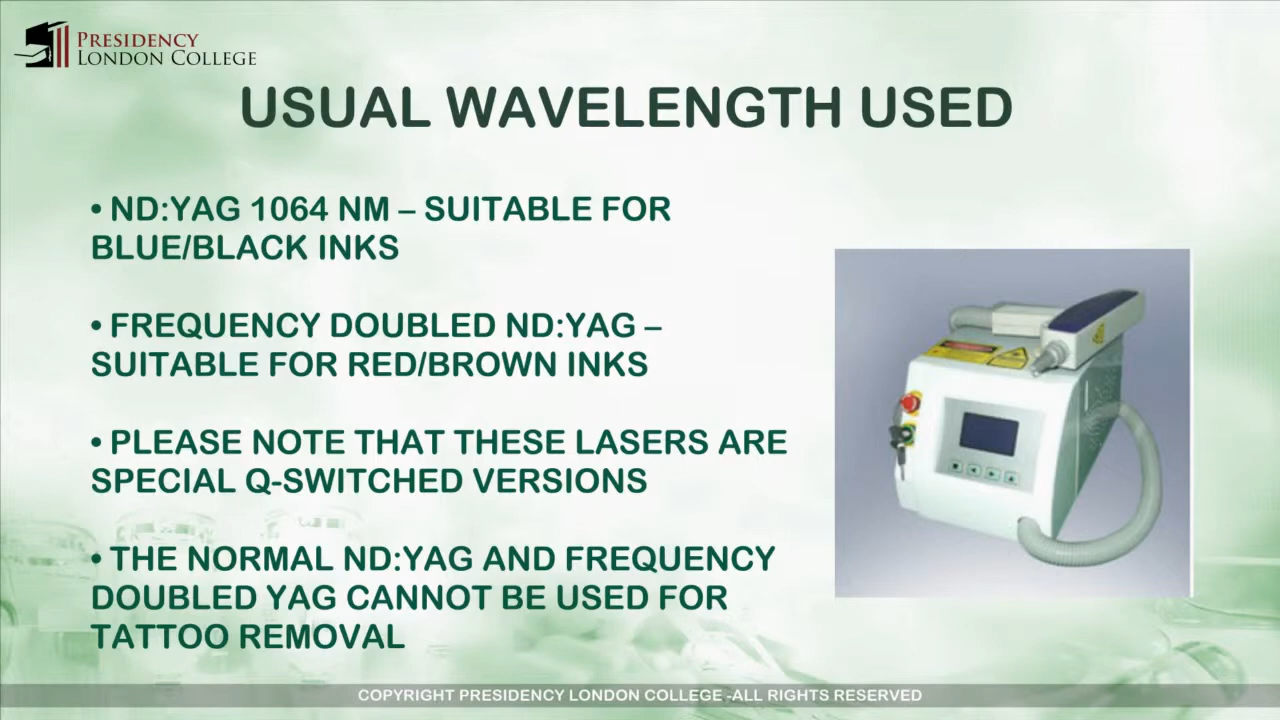 PRESIDENCY
LONDON COLLEGE
USUAL WAVELENGTH USED
• ND:YAG 1064 NM – SUITABLE FOR
BLUE/BLACK INKS
• FREQUENCY DOUBLED ND:YAG –
SUITABLE FOR RED/BROWN INKS
• PLEASE NOTE THAT THESE LASERS ARE
SPECIAL Q-SWITCHED VERSIONS
• THE NORMAL ND:YAG AND FREQUENCY
DOUBLED YAG CANNOT BE USED FOR
TATTOO REMOVAL
COPYRIGHT PRESIDENCY LONDON COLLEGE -ALL RIGHTS RESERVED